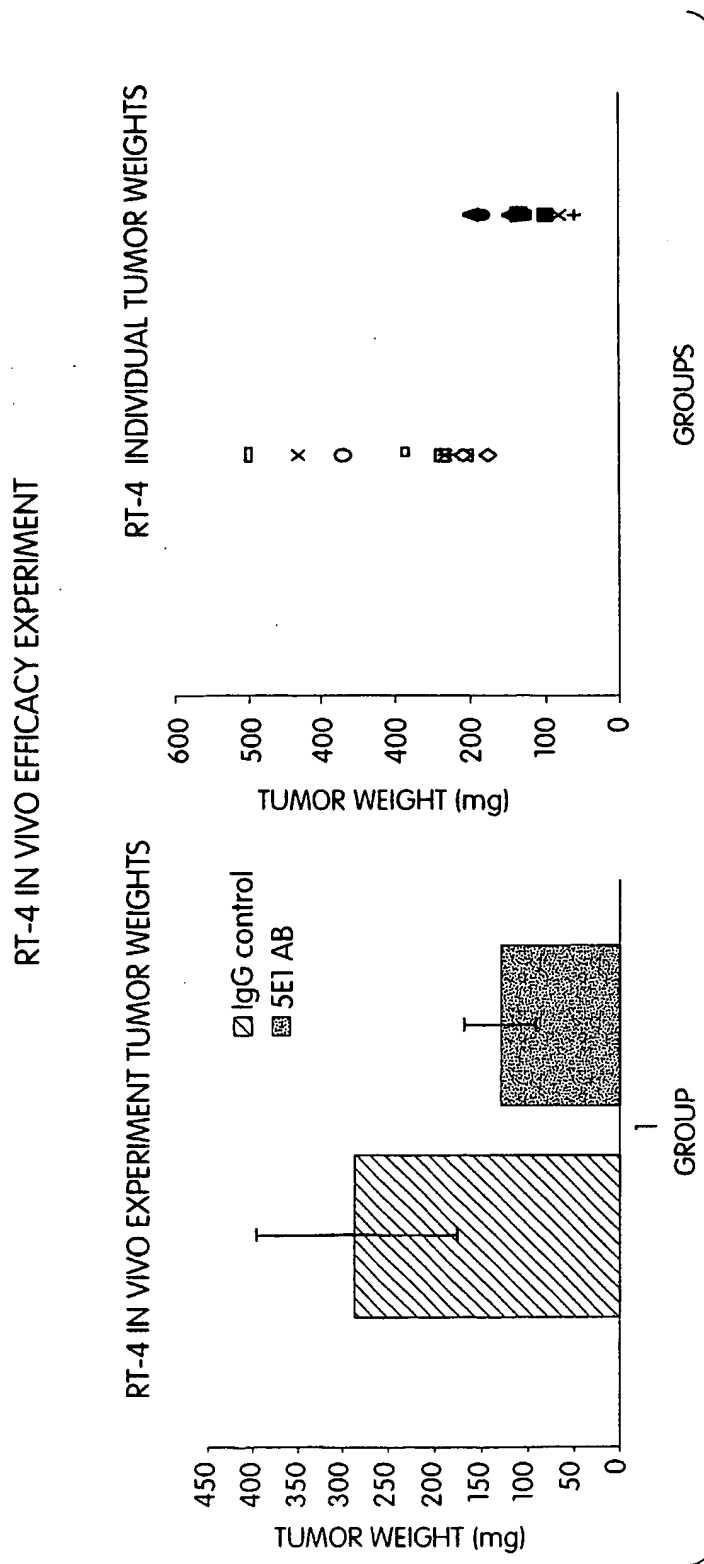 RT-4 IN VIVO EFFICACY EXPERIMENT
RT-4 IN VIVO EXPERIMENT TUMOR WEIGHTS
450
400
350
300
250
200
150
100
50
0
TUMOR WEIGHT (mg)
IgG control
5E1 AB
1
GROUP
RT-4 INDIVIDUAL TUMOR WEIGHTS
600
500
400
400
200
100
0
TUMOR WEIGHT (mg)
GROUPS